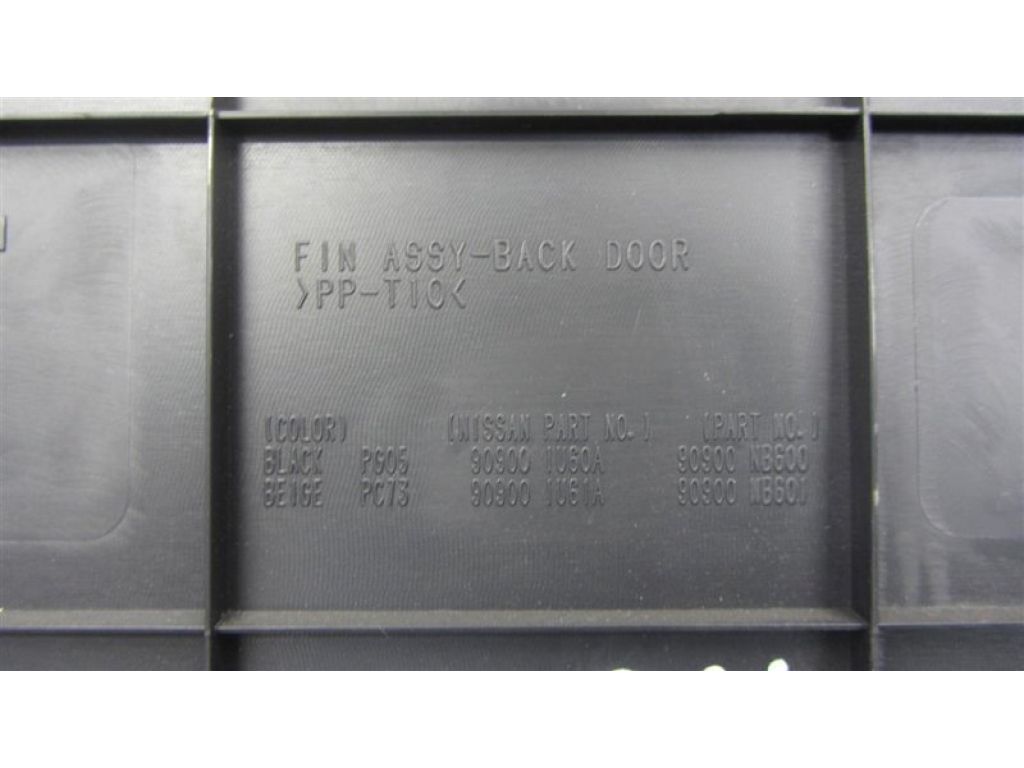 FIN ASSY-BACK DOOR
>PP-T10<
(COLOR) (NISSAN PART NO.) (PART NO.)
BLACK PG05 90900 1U60A 90900 NB600
BEIGE PC73 90900 1U61A 90900 NB601